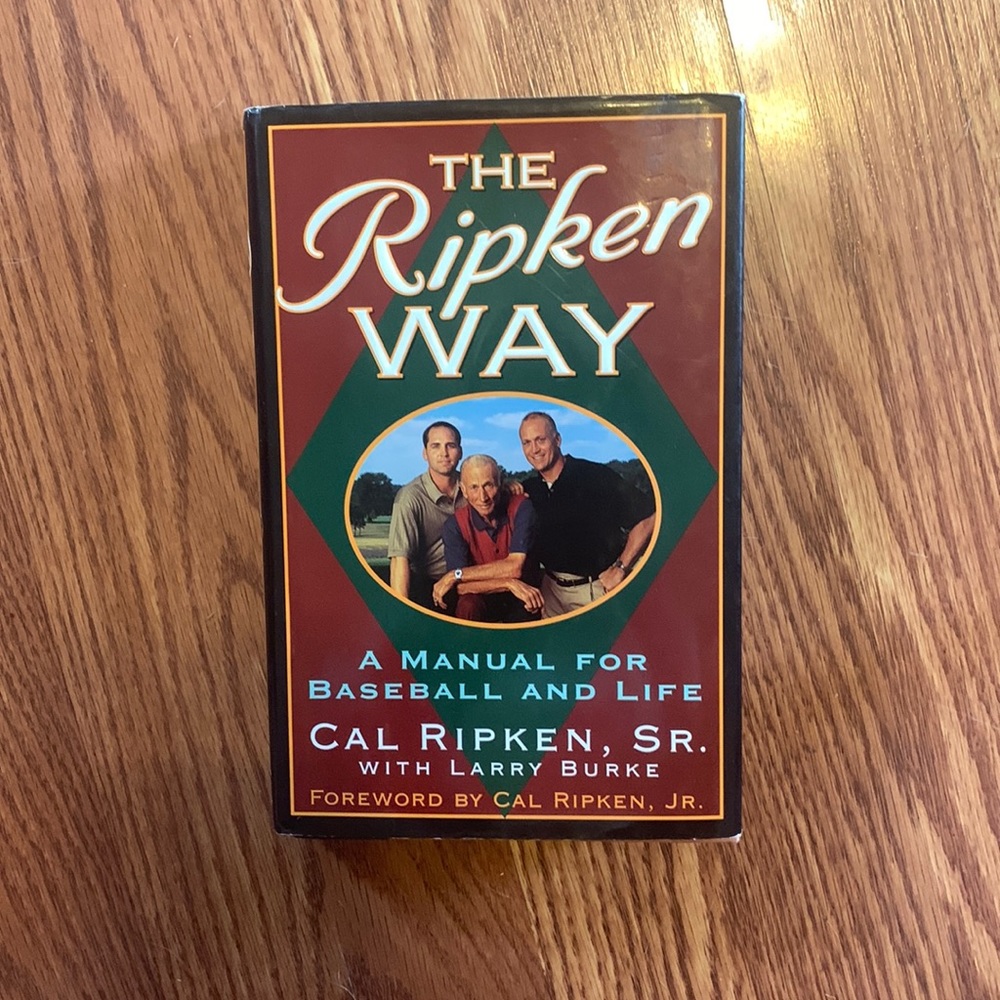 THE
Ripken
WAY
A MANUAL FOR
BASEBALL AND LIFE
CAL RIPKEN, SR.
WITH LARRY BURKE
FOREWORD BY CAL RIPKEN, JR.